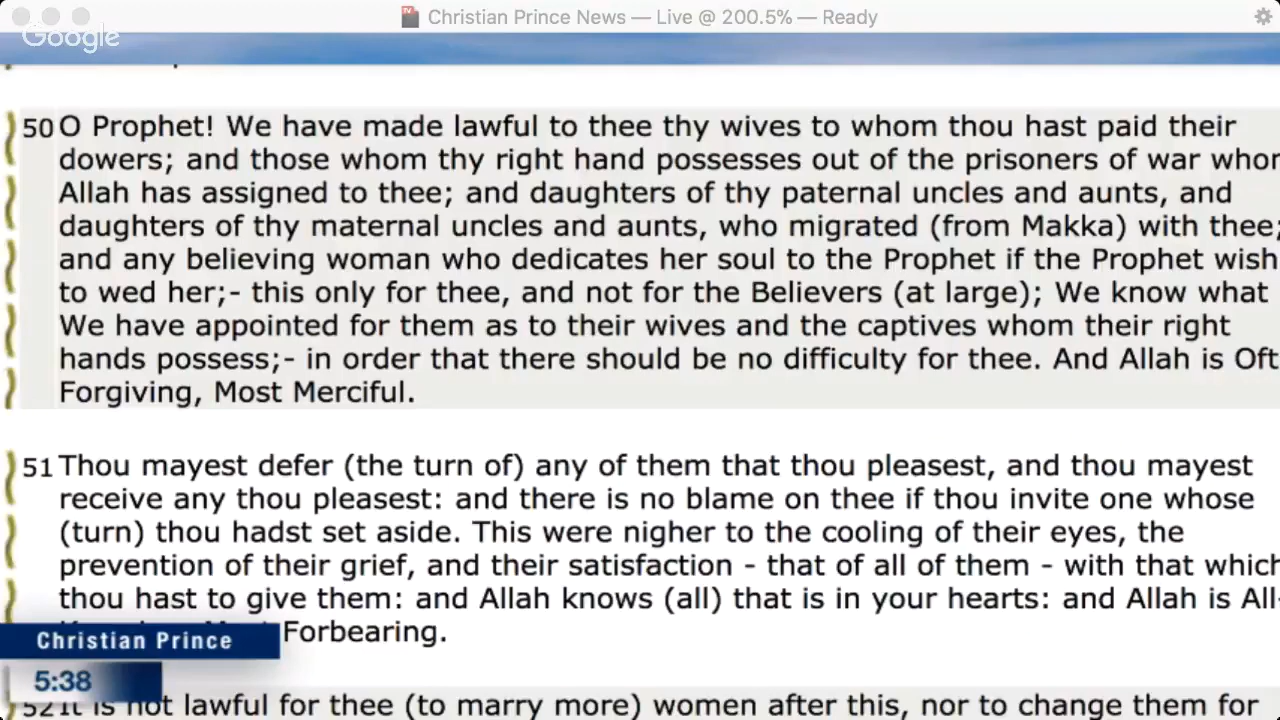 Christian Prince News — Live @ 200.5% — Ready
Google
50 O Prophet! We have made lawful to thee thy wives to whom thou hast paid their
dowers; and those whom thy right hand possesses out of the prisoners of war whom
Allah has assigned to thee; and daughters of thy paternal uncles and aunts, and
daughters of thy maternal uncles and aunts, who migrated (from Makka) with thee;
and any believing woman who dedicates her soul to the Prophet if the Prophet wish
to wed her;- this only for thee, and not for the Believers (at large); We know what
We have appointed for them as to their wives and the captives whom their right
hands possess;- in order that there should be no difficulty for thee. And Allah is Oft
Forgiving, Most Merciful.
51 Thou mayest defer (the turn of) any of them that thou pleasest, and thou mayest
receive any thou pleasest: and there is no blame on thee if thou invite one whose
(turn) thou hadst set aside. This were nigher to the cooling of their eyes, the
prevention of their grief, and their satisfaction - that of all of them - with that which
thou hast to give them: and Allah knows (all) that is in your hearts: and Allah is All-
Forbearing.
Christian Prince
5:38
52 It is not lawful for thee (to marry more) women after this, nor to change them for